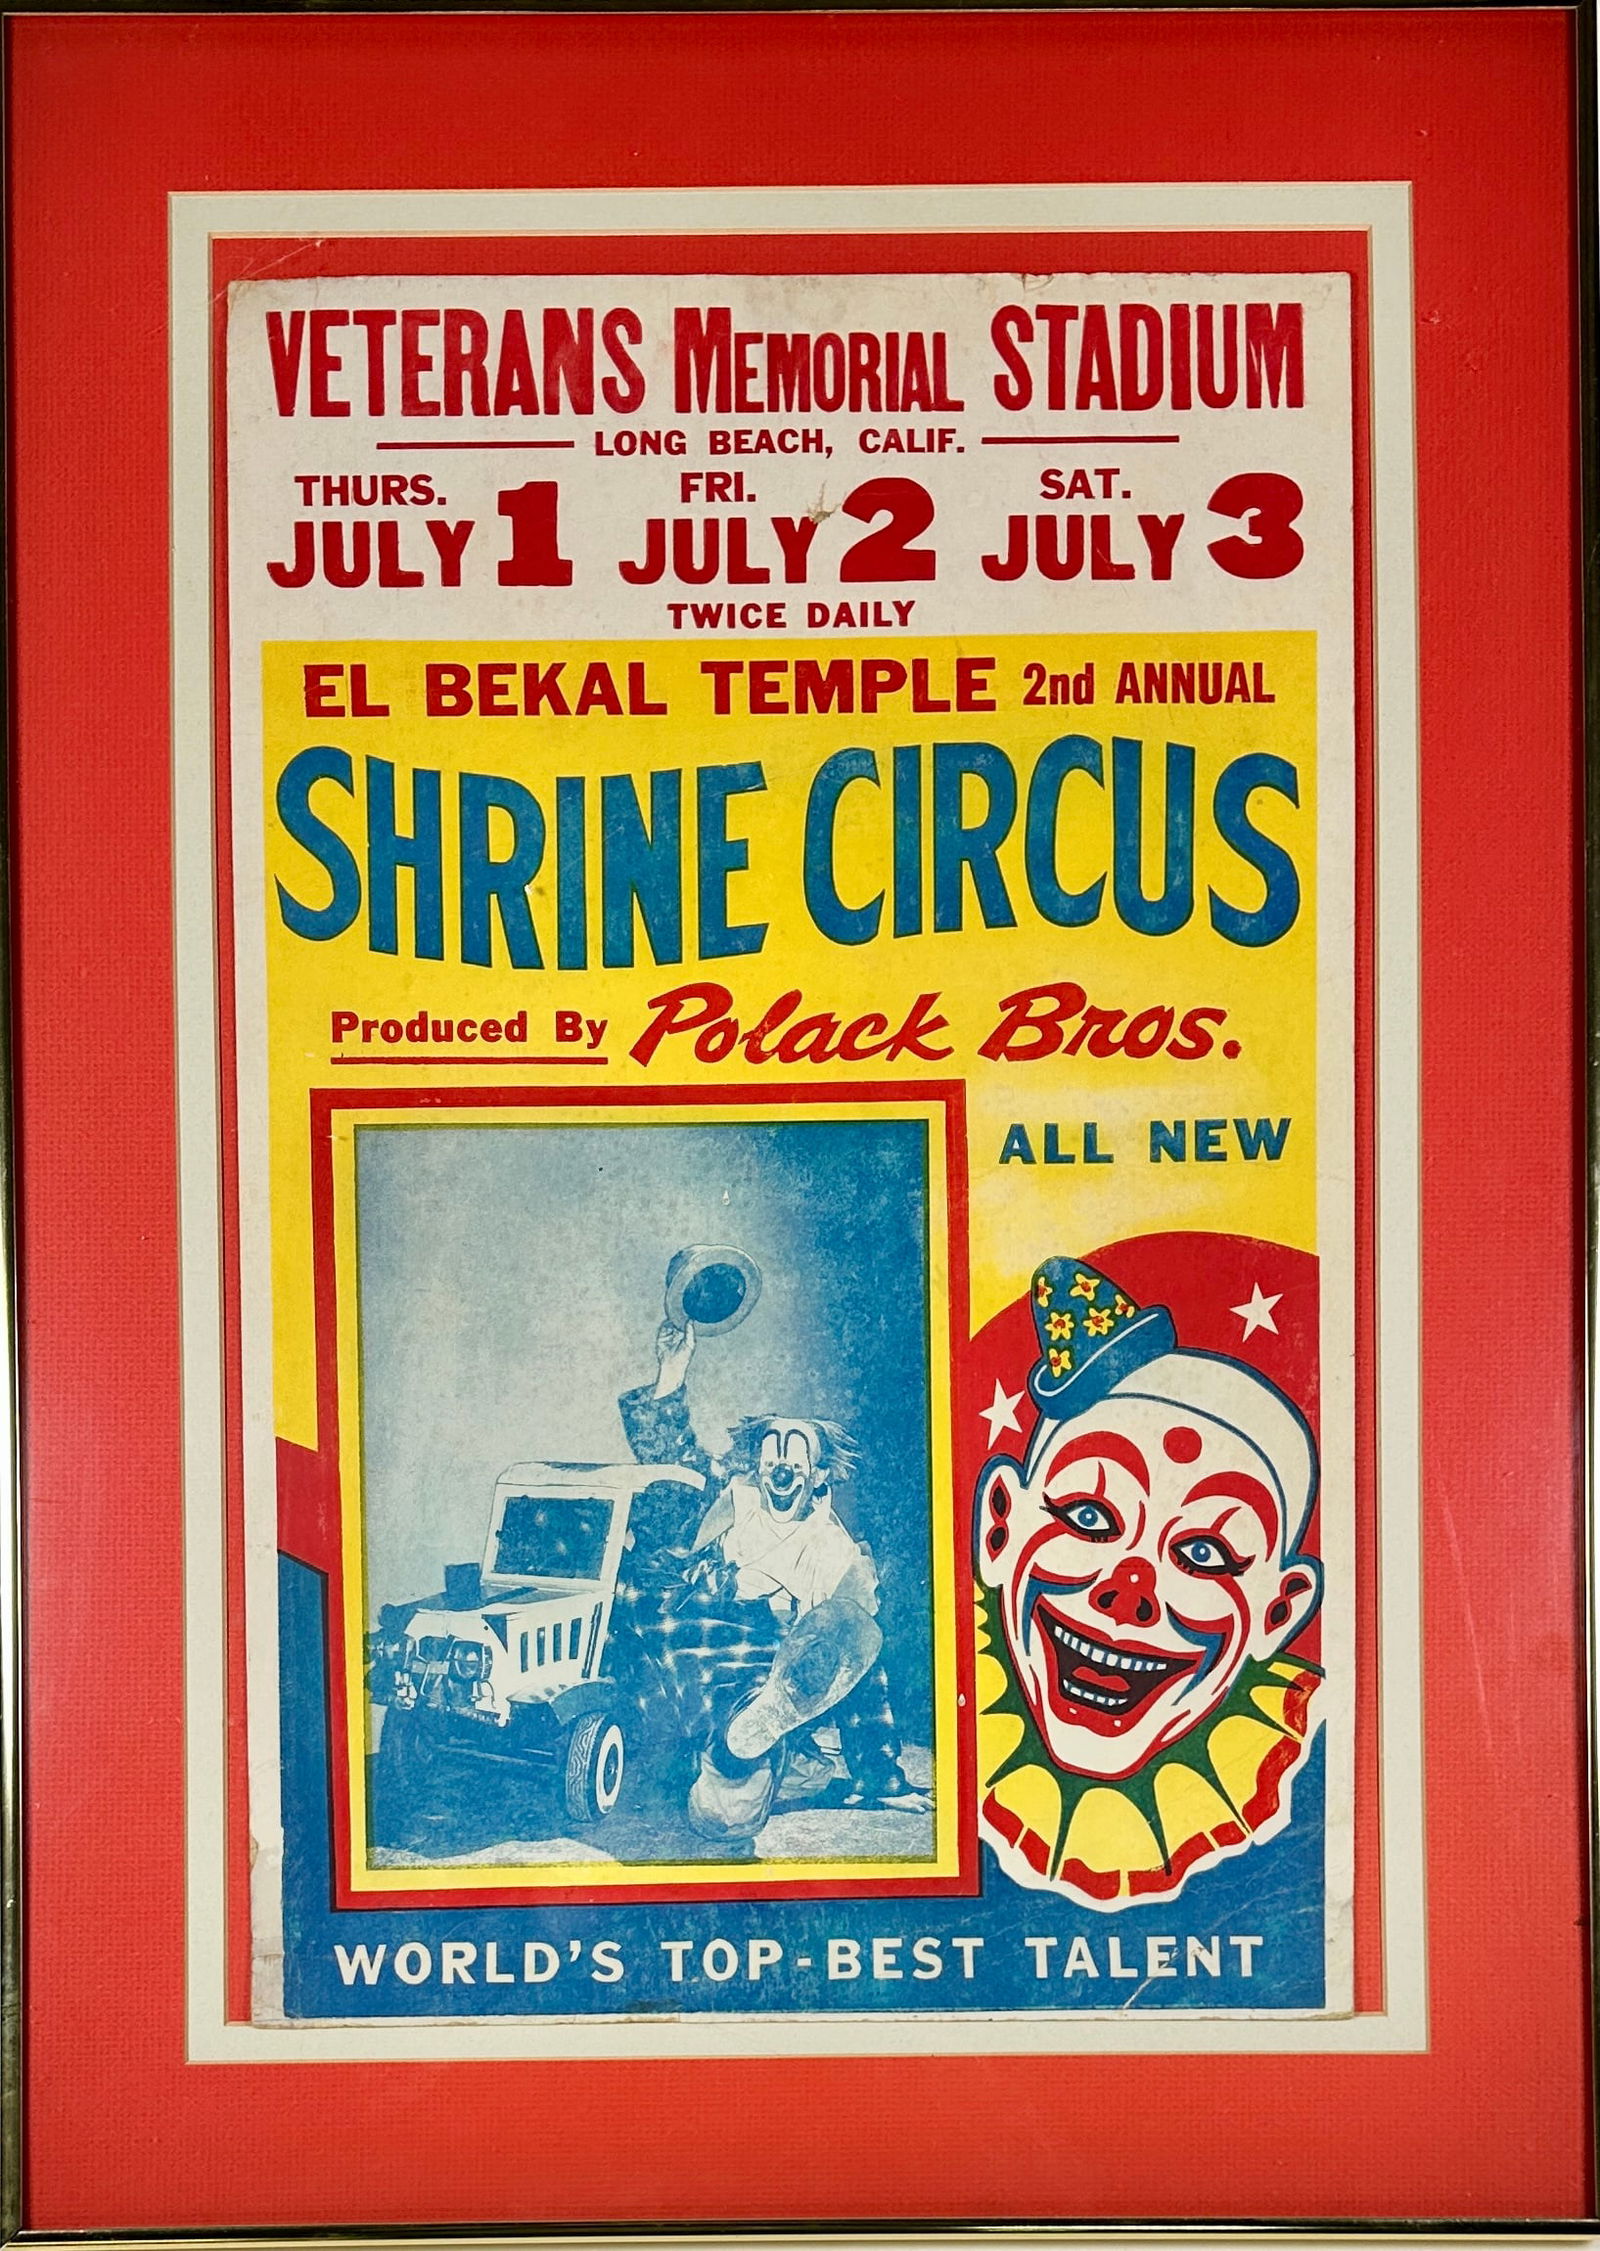 VETERANS MEMORIAL STADIUM
LONG BEACH, CALIF.
THURS. JULY 1 FRI. JULY 2 SAT. JULY 3
TWICE DAILY
EL BEKAL TEMPLE 2nd ANNUAL
SHRINE CIRCUS
Produced By Polack Bros.
ALL NEW
WORLD'S TOP-BEST TALENT